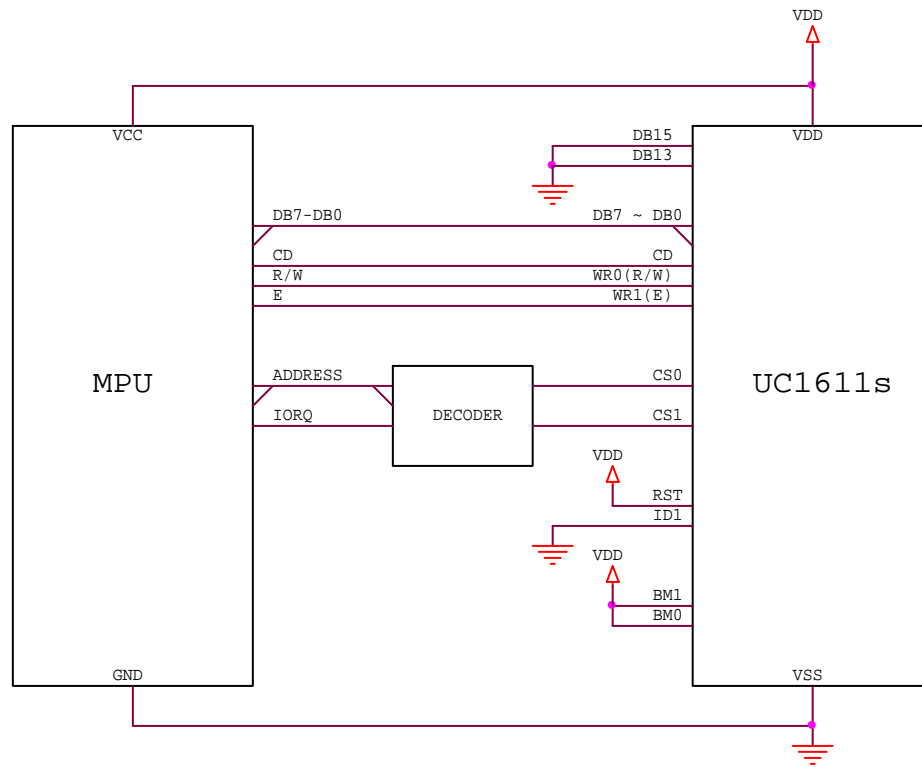 VDD
VCC
VDD
DB15
DB13
DB7-DB0
DB7 ~ DB0
CD
CD
R/W
WR0(R/W)
E
WR1(E)
MPU
ADDRESS
CS0
UC1611s
IORQ
DECODER
CS1
VDD
RST
ID1
VDD
BM1
BM0
GND
VSS